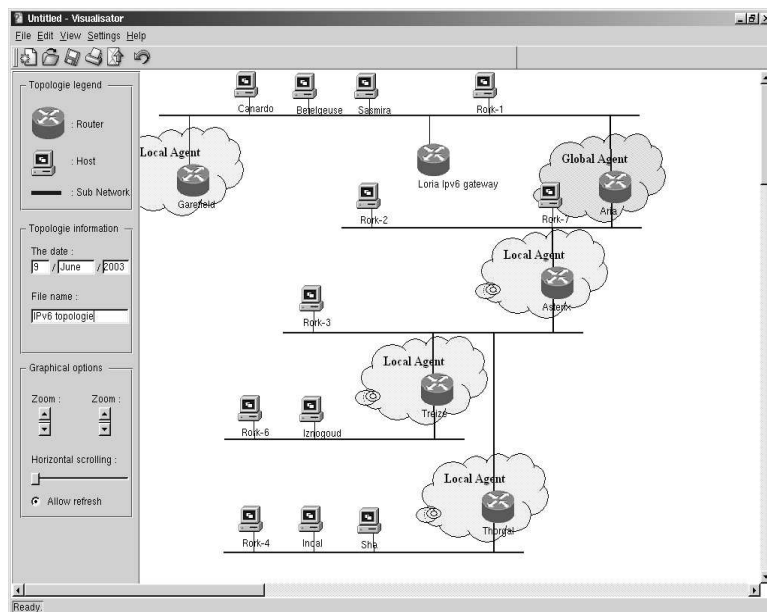 Untitled - Visualisator
File Edit View Settings Help
Topologie legend
: Router
: Host
: Sub Network
Topologie information
The date :
9 / June / 2003
File name :
IPv6 topologie
Graphical options
Zoom : Zoom :
Horizontal scrolling :
Allow refresh
Canardo Betelgeuse Sasmira Rork-1
Local Agent
Garefield
Loria Ipv6 gateway
Global Agent
Aria
Rork-2
Rork-7
Local Agent
Asterix
Rork-3
Local Agent
Treize
Rork-6 Iznogoud
Local Agent
Thorgal
Rork-4 Indal Sha
Ready.